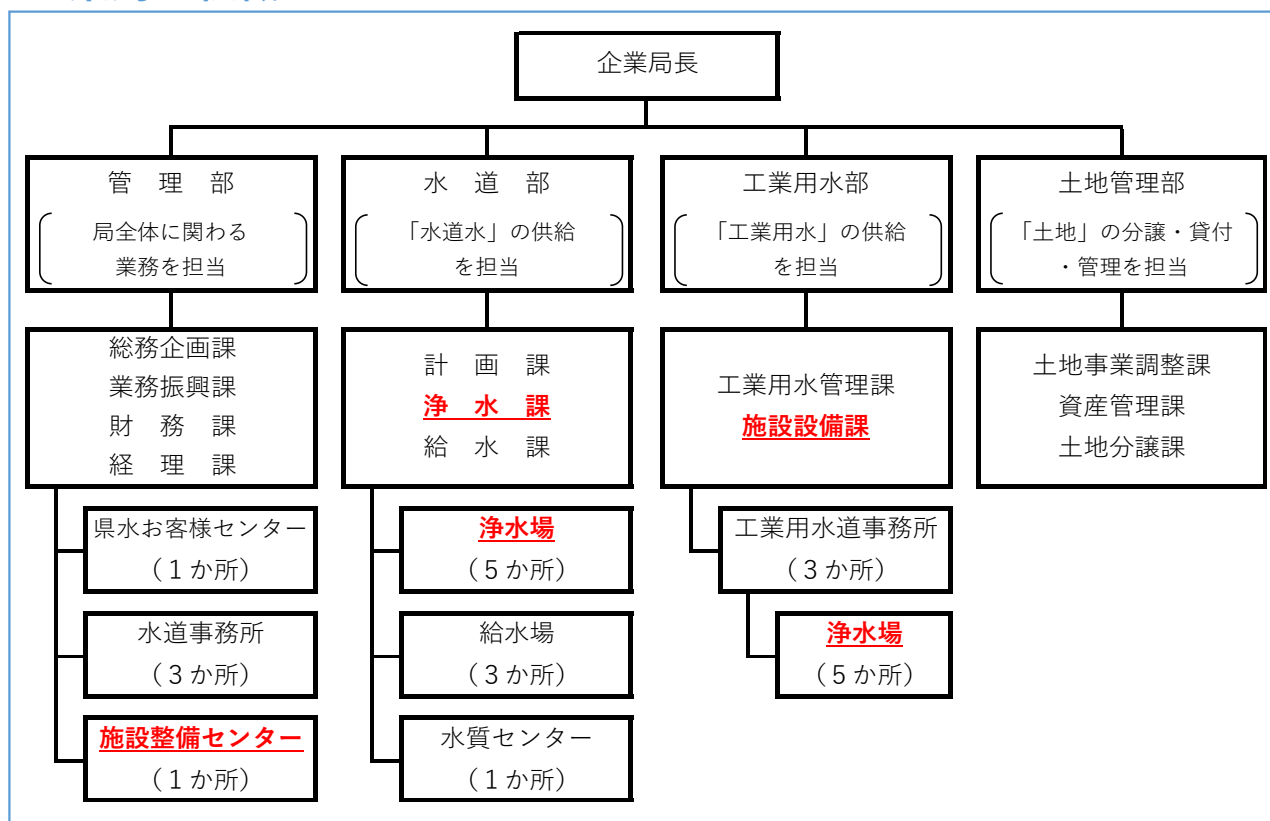 企業局長
管　理　部
局全体に関わる
業務を担当
水　道　部
「水道水」の供給
を担当
工業用水部
「工業用水」の供給
を担当
土地管理部
「土地」の分譲・貸付
・管理を担当
総務企画課
業務振興課
財　務　課
経　理　課
計　画　課
浄　水　課
給　水　課
工業用水管理課
施設設備課
土地事業調整課
資産管理課
土地分譲課
県水お客様センター
（１か所）
水道事務所
（３か所）
施設整備センター
（１か所）
浄水場
（５か所）
給水場
（３か所）
水質センター
（１か所）
工業用水道事務所
（３か所）
浄水場
（５か所）